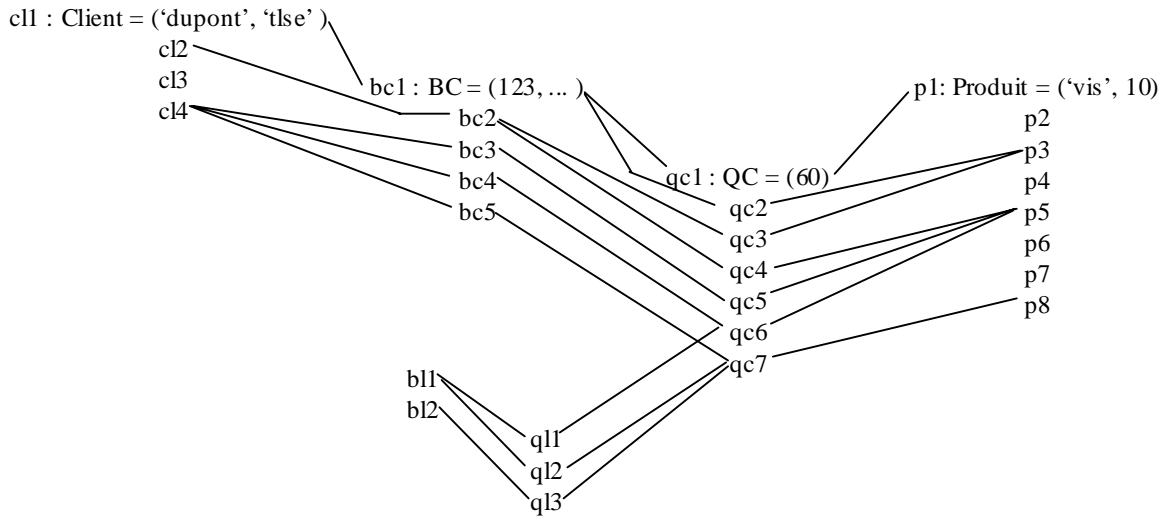 cl1 : Client = (‘dupont’, ‘tlse’ )
cl2
cl3
cl4
bc1 : BC = (123, ... )
bc2
bc3
bc4
bc5
qc1 : QC = (60)
qc2
qc3
qc4
qc5
qc6
qc7
p1: Produit = (‘vis’, 10)
p2
p3
p4
p5
p6
p7
p8
bl1
bl2
ql1
ql2
ql3